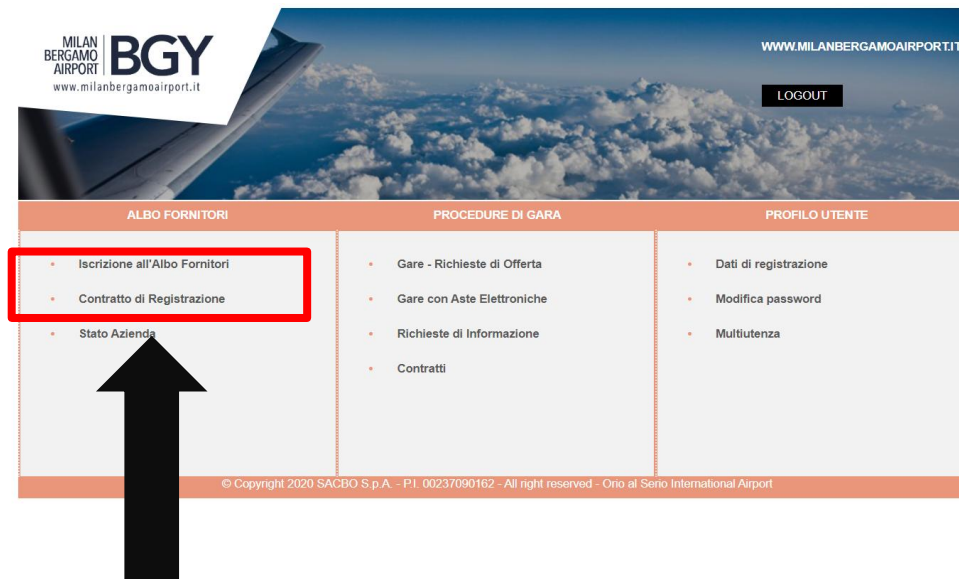 MILAN
BERGAMO
AIRPORT
BGY
www.milanbergamoairport.it
WWW.MILANBERGAMOAIRPORT.IT
LOGOUT
ALBO FORNITORI
Iscrizione all'Albo Fornitori
Contratto di Registrazione
Stato Azienda
PROCEDURE DI GARA
Gare - Richieste di Offerta
Gare con Aste Elettroniche
Richieste di Informazione
Contratti
PROFILO UTENTE
Dati di registrazione
Modifica password
Multiutenza
© Copyright 2020 SACBO S.p.A. - P.I. 00237090162 - All right reserved - Orio al Serio International Airport